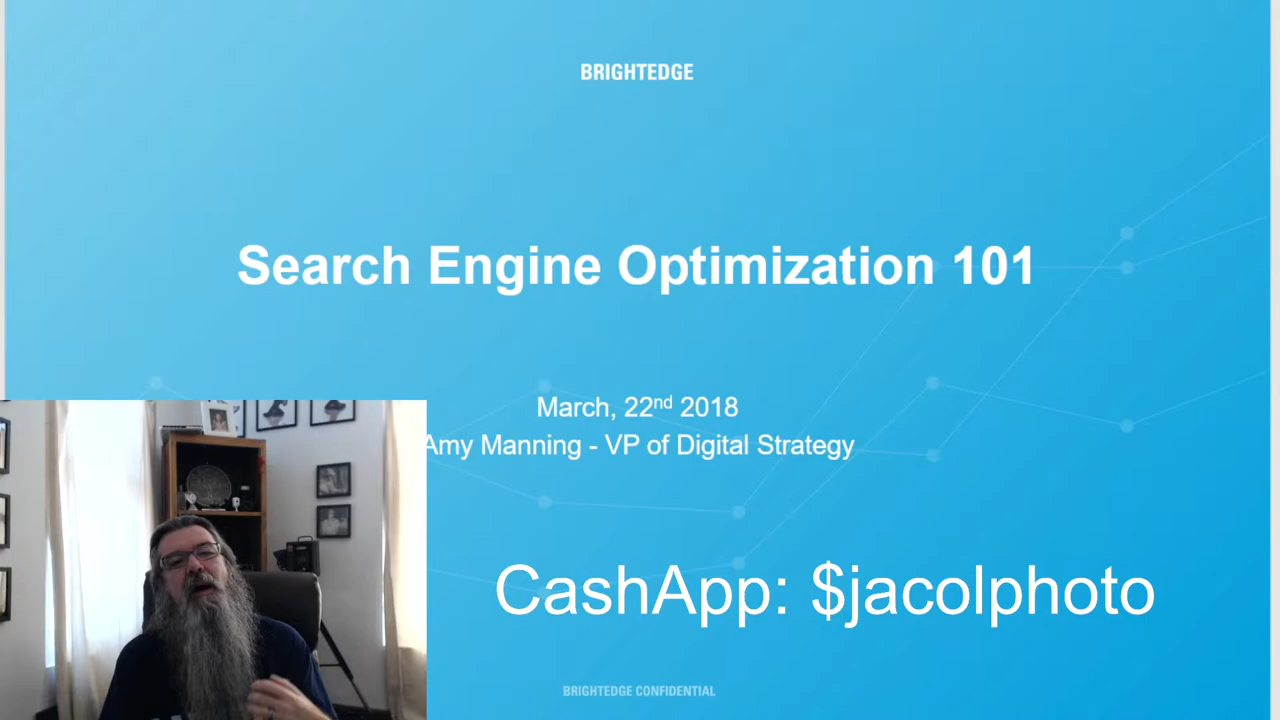 BRIGHTEDGE
Search Engine Optimization 101
March, 22nd 2018
Amy Manning - VP of Digital Strategy
CashApp: $jacolphoto
BRIGHTEDGE CONFIDENTIAL